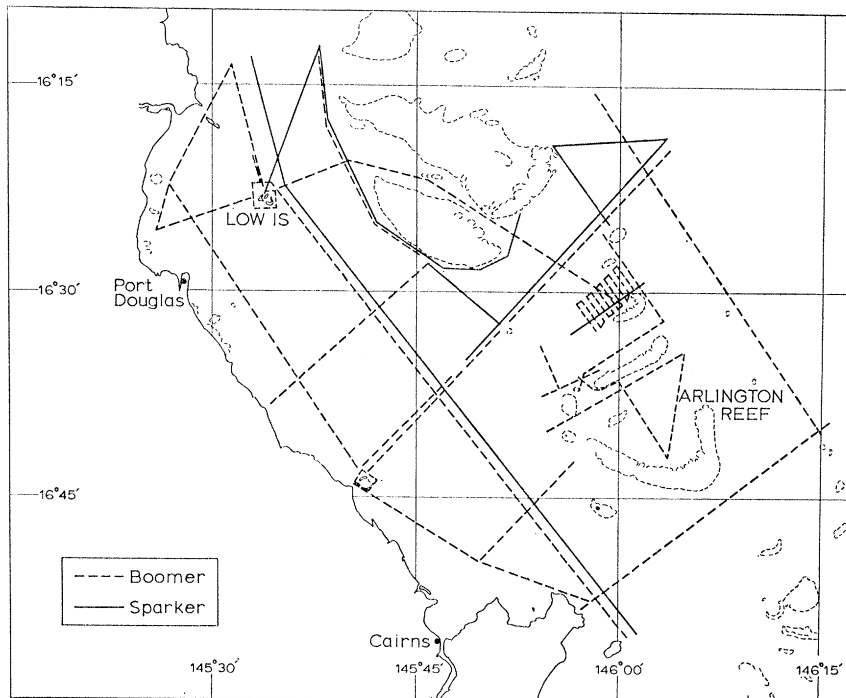 16°15'
LOW IS
Port
Douglas
16°30'
ARLINGTON
REEF
16°45'
Boomer
Sparker
Cairns
145°30'
145°45'
146°00'
146°15'